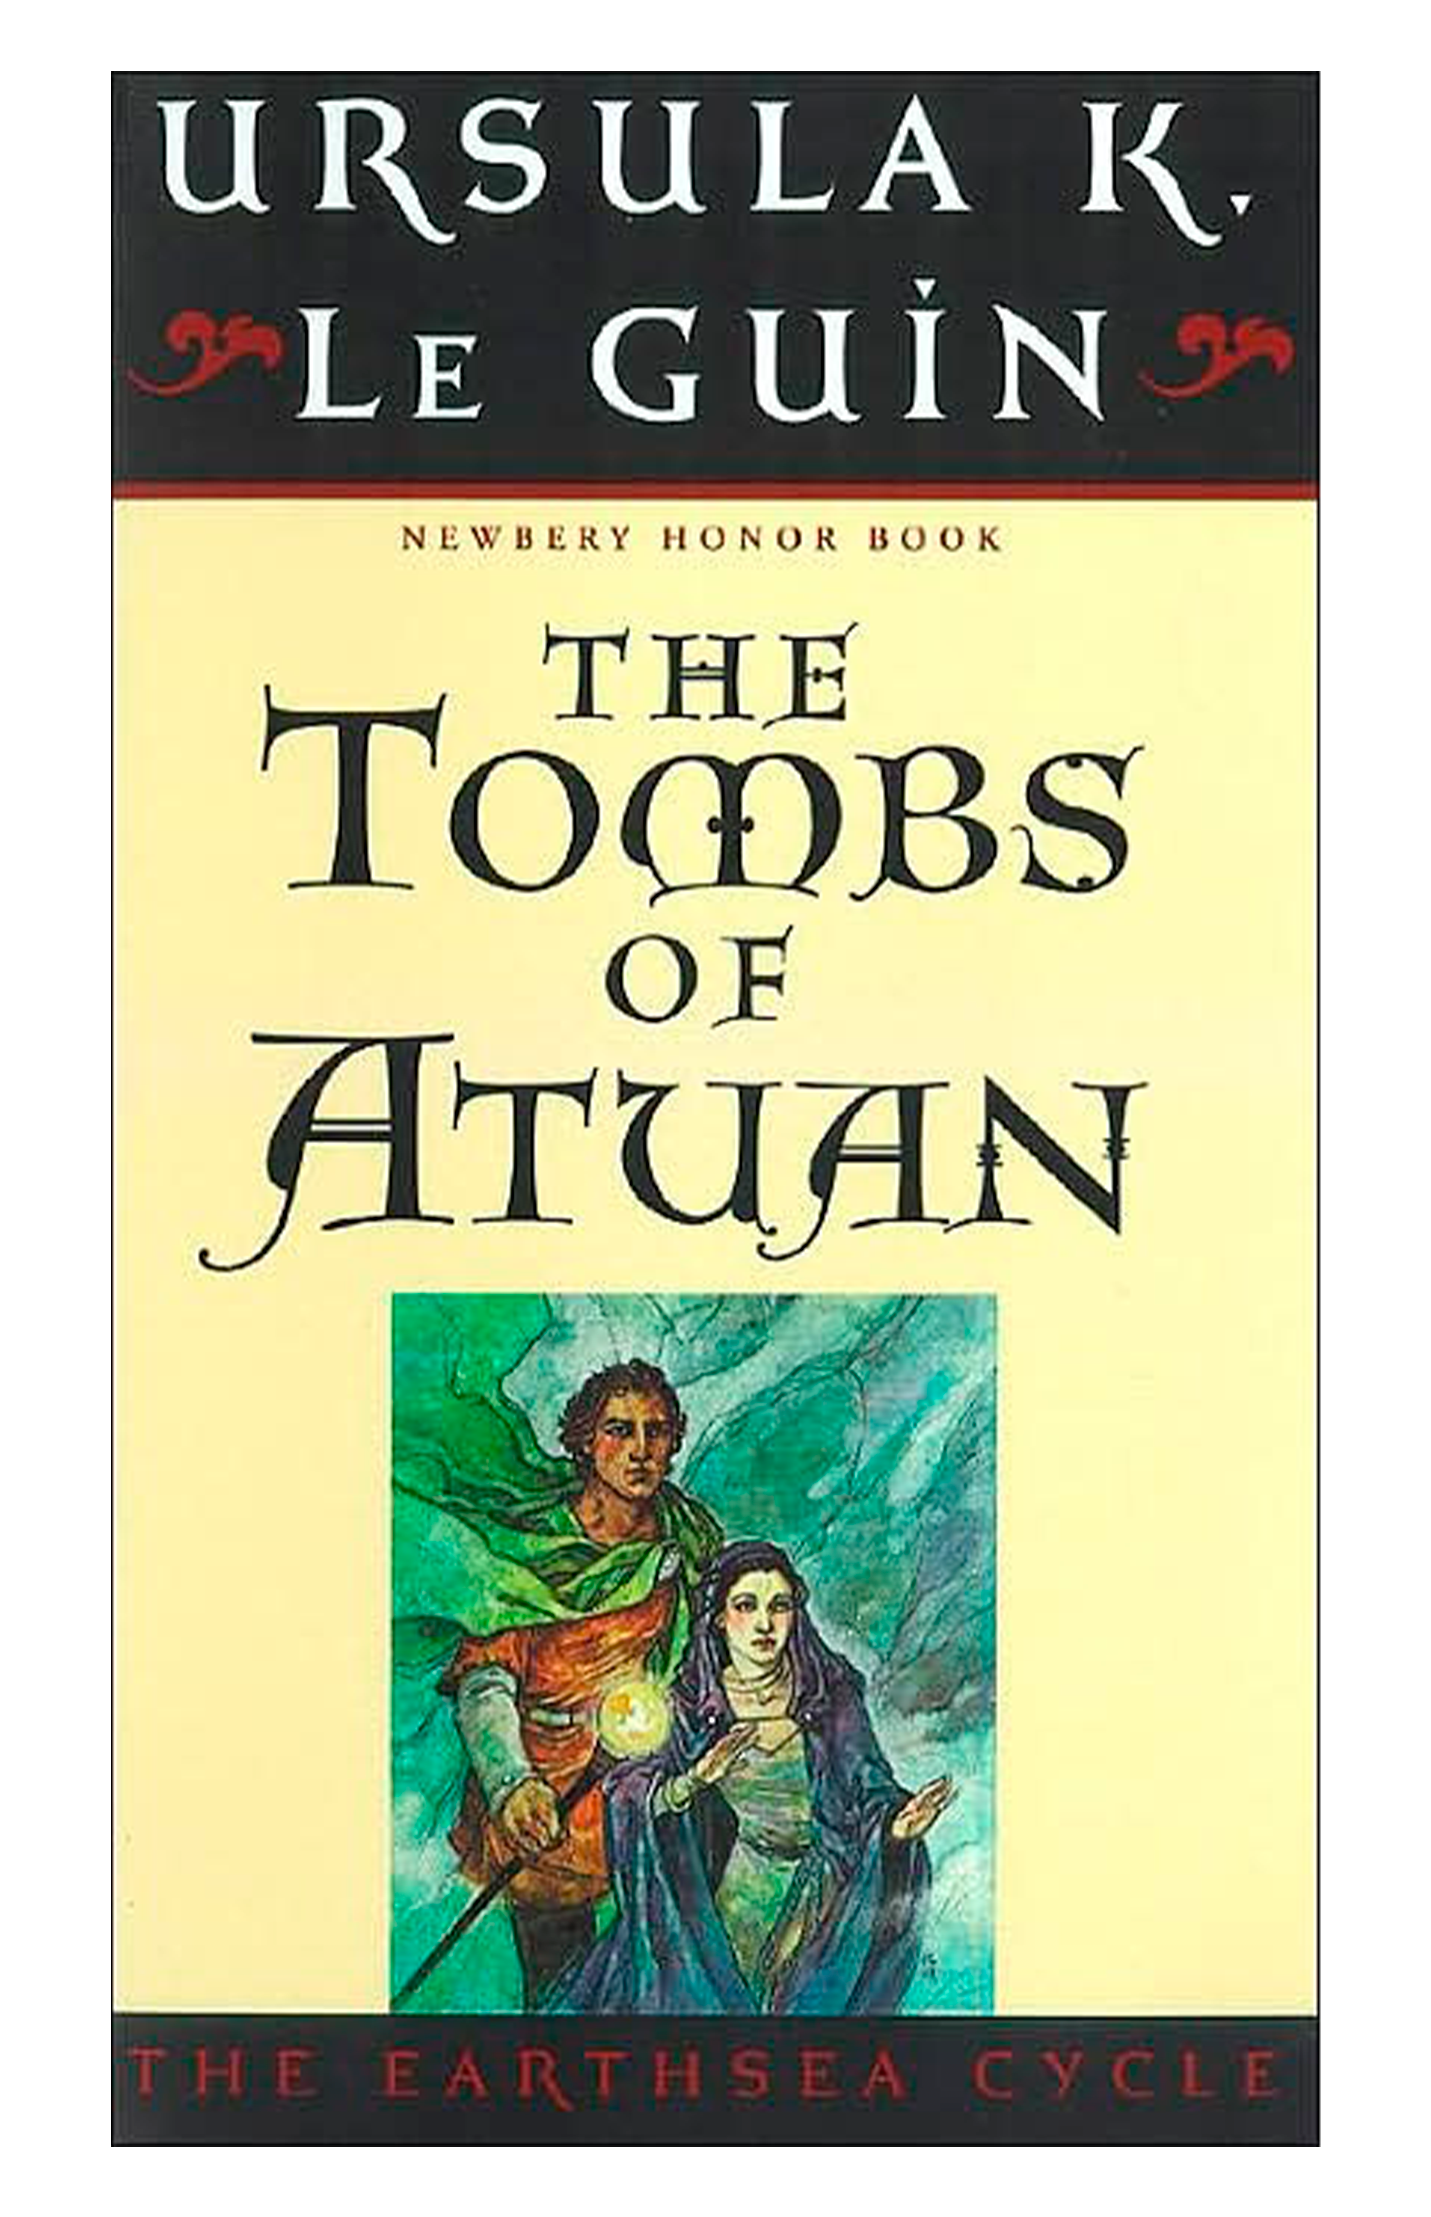 URSULA K.
LE GUIN
NEWBERY HONOR BOOK
THE
TOMBS
OF
ATUAN
THE EARTHSEA CYCLE